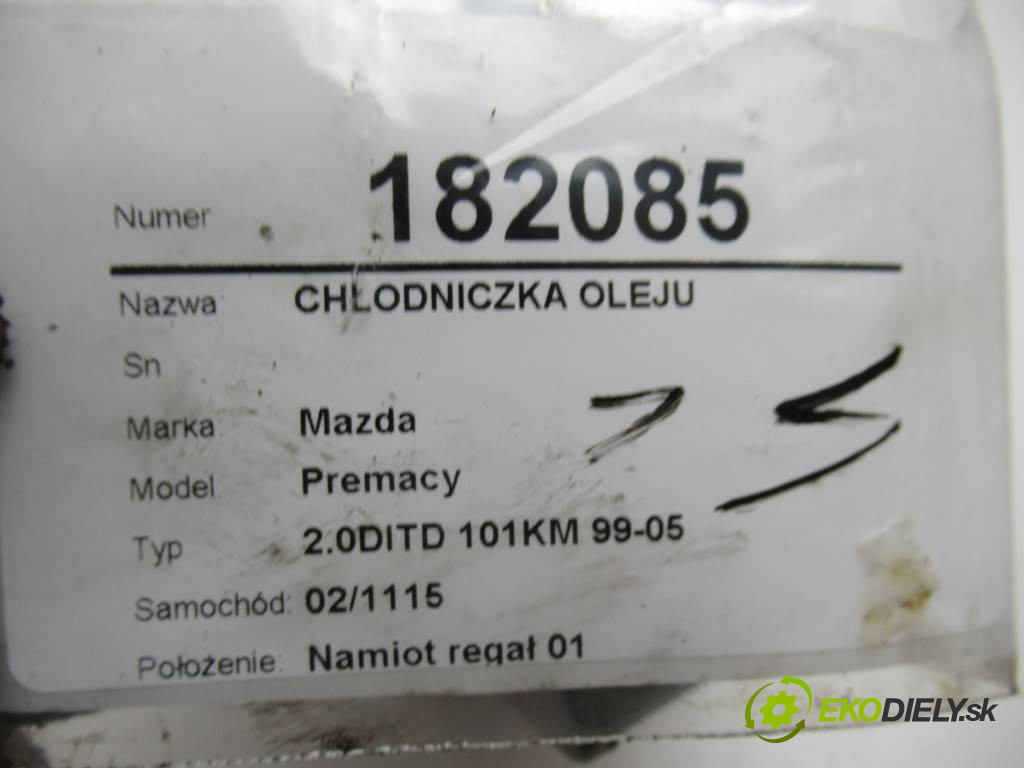 Numer 182085
Nazwa: CHŁODNICZKA OLEJU
Sn
Marka: Mazda
Model Premacy
Typ 2.0DITD 101KM 99-05
Samochód: 02/1115
Położenie: Namiot regał 01
EKODIELY.sk